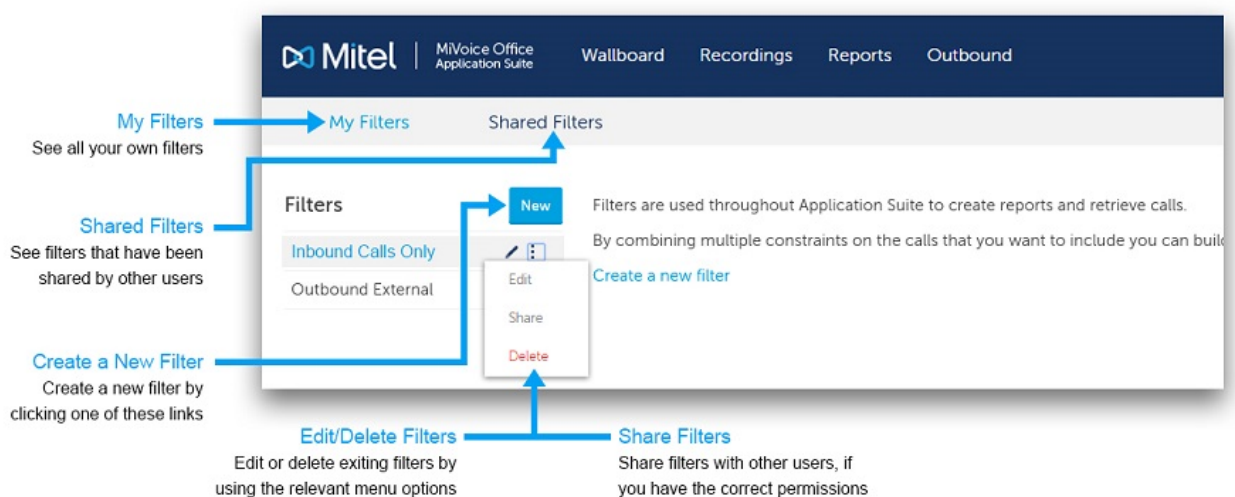 Mitel
MiVoice Office
Application Suite
Wallboard
Recordings
Reports
Outbound
My Filters
See all your own filters
My Filters
Shared Filters
Shared Filters
See filters that have been
shared by other users
Filters
New
Inbound Calls Only
Outbound External
Edit
Share
Delete
Filters are used throughout Application Suite to create reports and retrieve calls.
By combining multiple constraints on the calls that you want to include you can build
Create a new filter
Create a New Filter
Create a new filter by
clicking one of these links
Edit/Delete Filters
Edit or delete exiting filters by
using the relevant menu options
Share Filters
Share filters with other users, if
you have the correct permissions